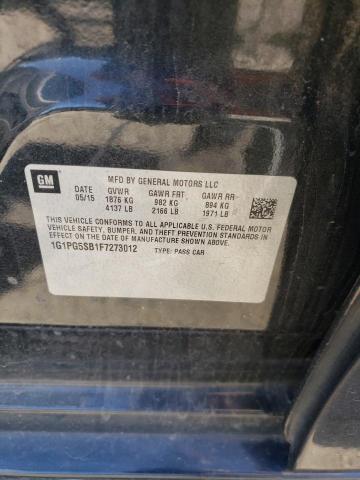 GM
MFD BY GENERAL MOTORS LLC
DATE GVWR GAWR FRT GAWR RR
05/15 1876 KG 982 KG 894 KG
4137 LB 2166 LB 1971 LB
THIS VEHICLE CONFORMS TO ALL APPLICABLE U.S. FEDERAL MOTOR
VEHICLE SAFETY, BUMPER, AND THEFT PREVENTION STANDARDS IN
EFFECT ON THE DATE OF MANUFACTURE SHOWN ABOVE.
1G1PG5SB1F7273012 TYPE: PASS CAR